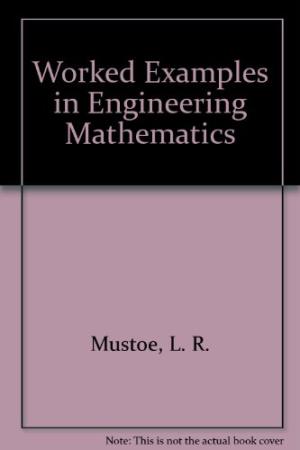 Worked Examples
in Engineering
Mathematics
Mustoe, L. R.
Note: This is not the actual book cover